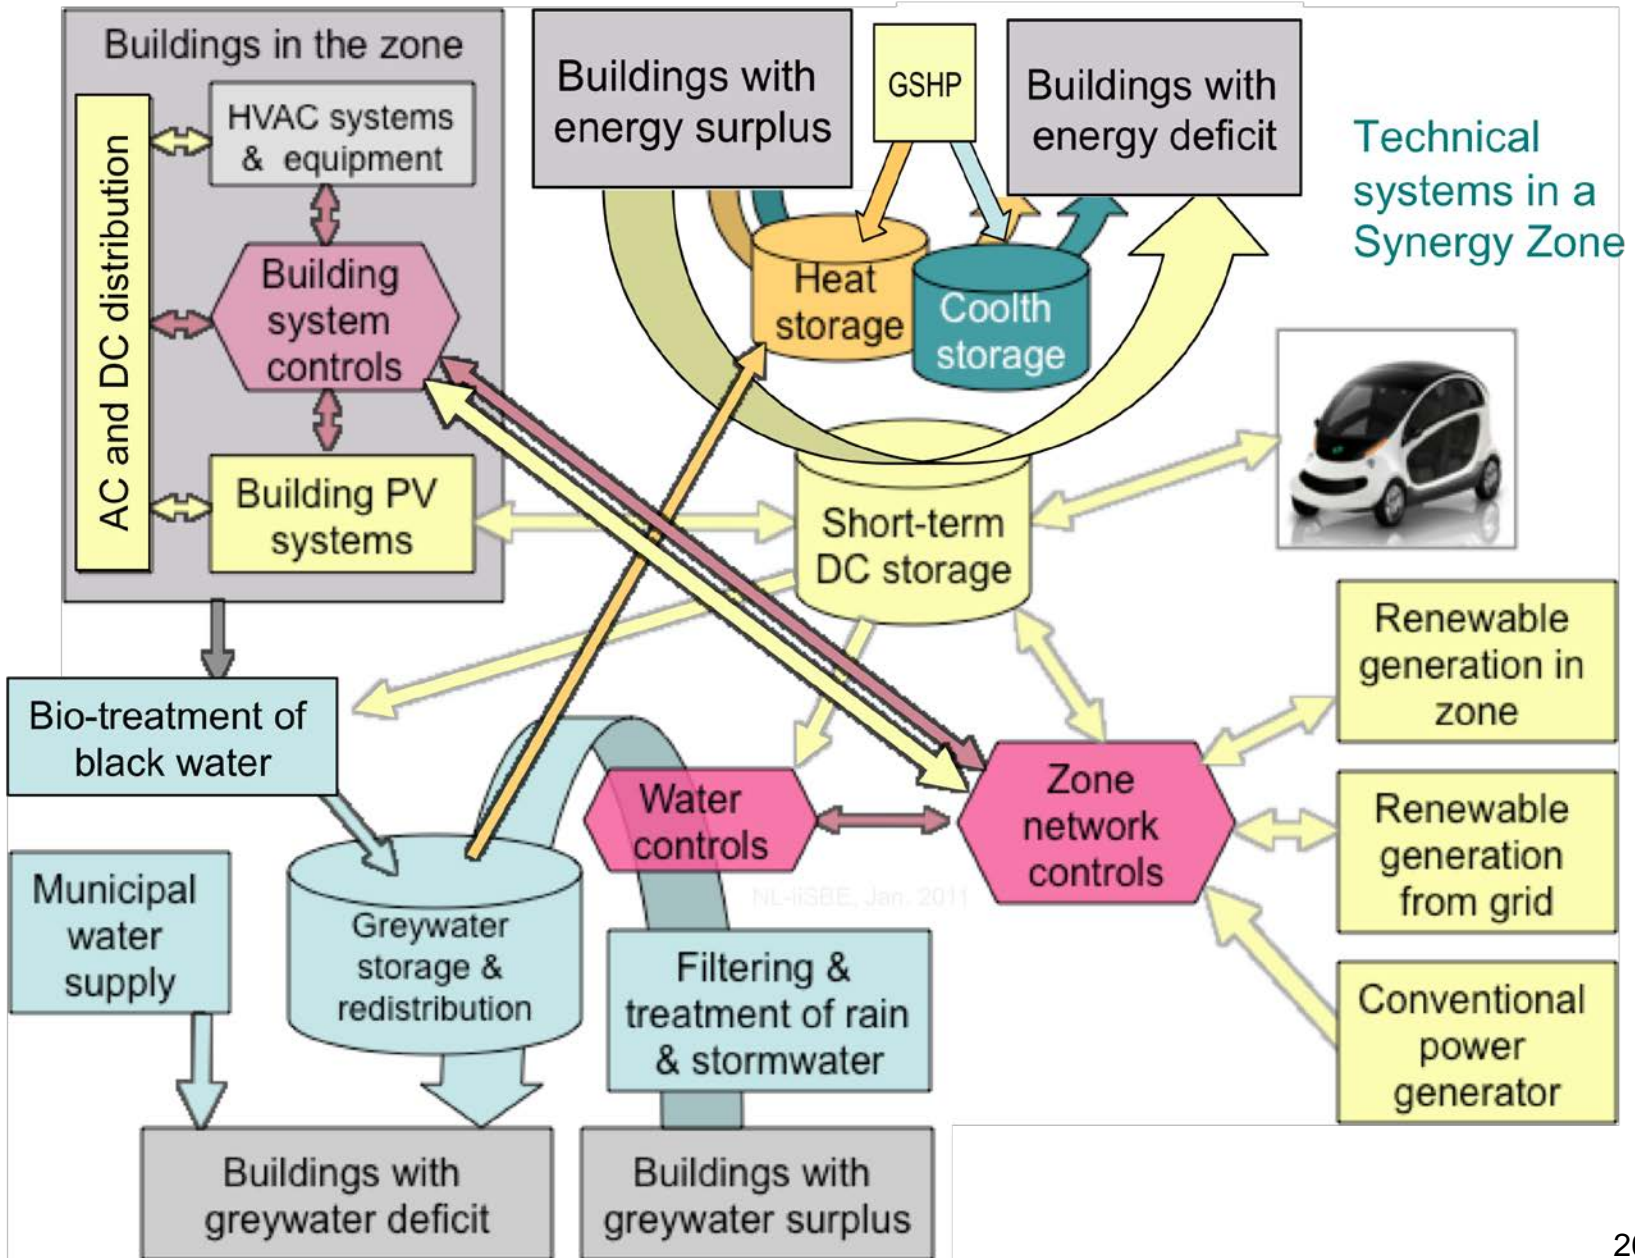 Buildings in the zone
HVAC systems
& equipment
AC and DC distribution
Building
system
controls
Building PV
systems
Buildings with
energy surplus
GSHP
Buildings with
energy deficit
Technical
systems in a
Synergy Zone
Heat
storage
Coolth
storage
Short-term
DC storage
Renewable
generation in
zone
Bio-treatment of
black water
Water
controls
Zone
network
controls
Renewable
generation
from grid
Municipal
water
supply
Greywater
storage &
redistribution
NL-iiSBE, Jan. 2011
Filtering &
treatment of rain
& stormwater
Conventional
power
generator
Buildings with
greywater deficit
Buildings with
greywater surplus